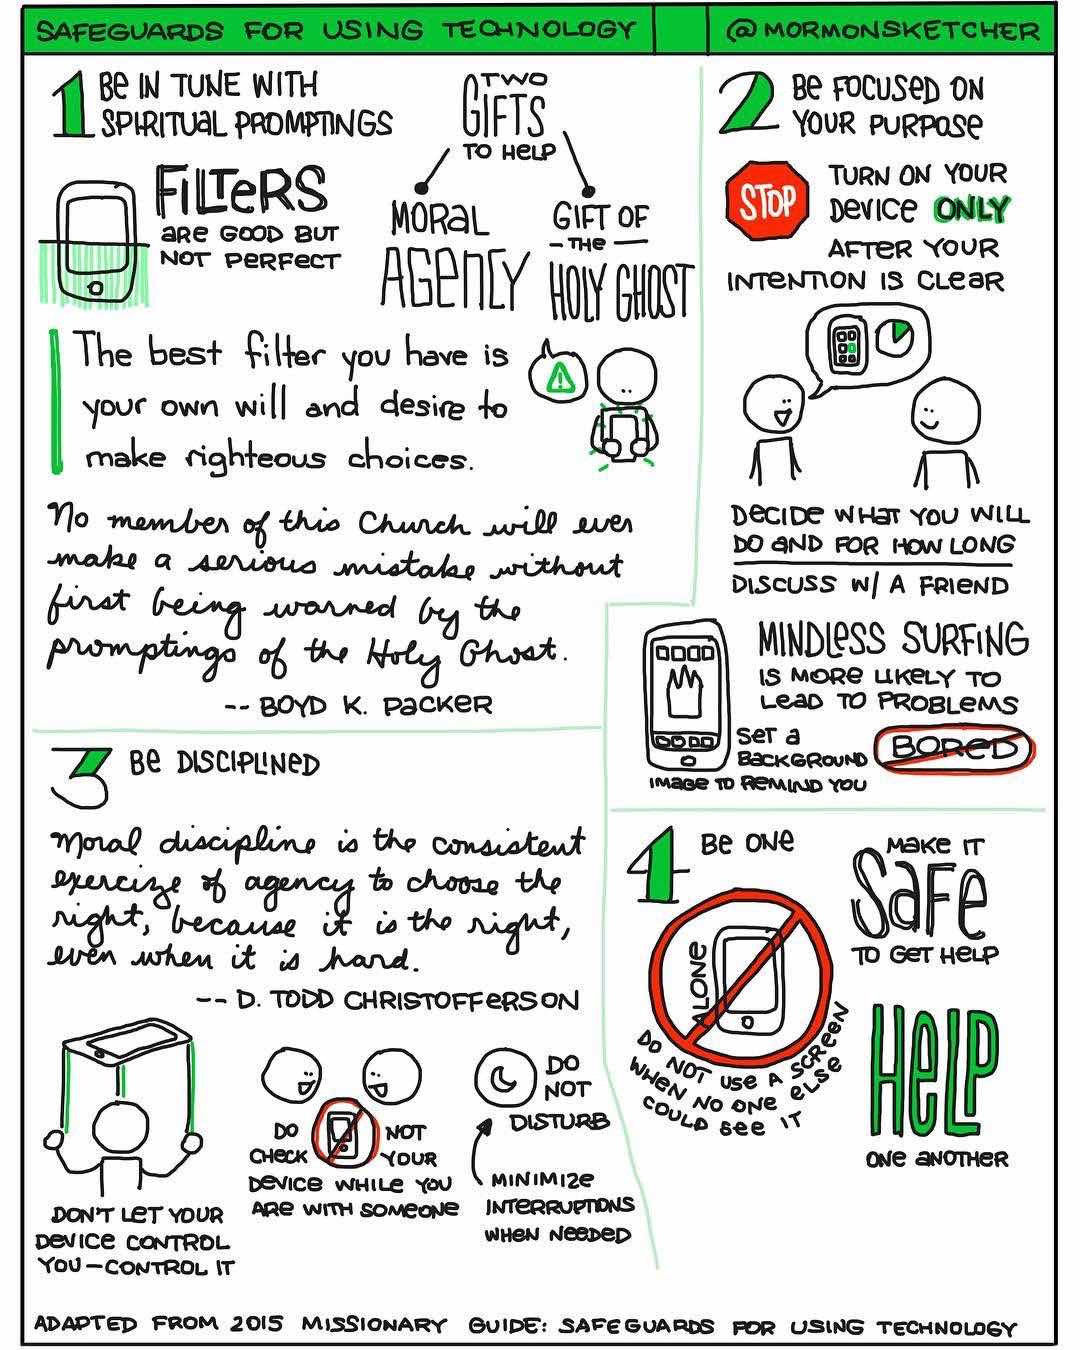 SAFEGUARDS FOR USING TECHNOLOGY
@MORMONSKETCHER
1 BE IN TUNE WITH
SPIRITUAL PROMPTINGS
TWO
GIFTS
TO HELP
FILTERS
ARE GOOD BUT
NOT PERFECT
MORAL
AGENCY
GIFT OF
- THE -
HOLY GHOST
The best filter you have is
your own will and desire to
make righteous choices.
No member of this Church will ever
make a serious mistake without
first being warned by the
promptings of the Holy Ghost.
-- BOYD K. PACKER
2 BE FOCUSED ON
YOUR PURPOSE
STOP
TURN ON YOUR
DEVICE ONLY
AFTER YOUR
INTENTION IS CLEAR
DECIDE WHAT YOU WILL
DO AND FOR HOW LONG
DISCUSS W/ A FRIEND
MINDLESS SURFING
IS MORE LIKELY TO
LEAD TO PROBLEMS
SET A
BACKGROUND
IMAGE TO REMIND YOU
BORED
3 BE DISCIPLINED
Moral discipline is the consistent
exercize of agency to choose the
right, because it is the right,
even when it is hard.
-- D. TODD CHRISTOFFERSON
DON'T LET YOUR
DEVICE CONTROL
YOU - CONTROL IT
DO NOT
CHECK YOUR
DEVICE WHILE YOU
ARE WITH SOMEONE
DO
NOT
DISTURB
MINIMIZE
INTERRUPTIONS
WHEN NEEDED
4 BE ONE
ALONE
DO NOT USE A SCREEN
WHEN NO ONE ELSE
COULD SEE IT
MAKE IT
SAFE
TO GET HELP
HELP
ONE ANOTHER
ADAPTED FROM 2015 MISSIONARY GUIDE: SAFEGUARDS FOR USING TECHNOLOGY